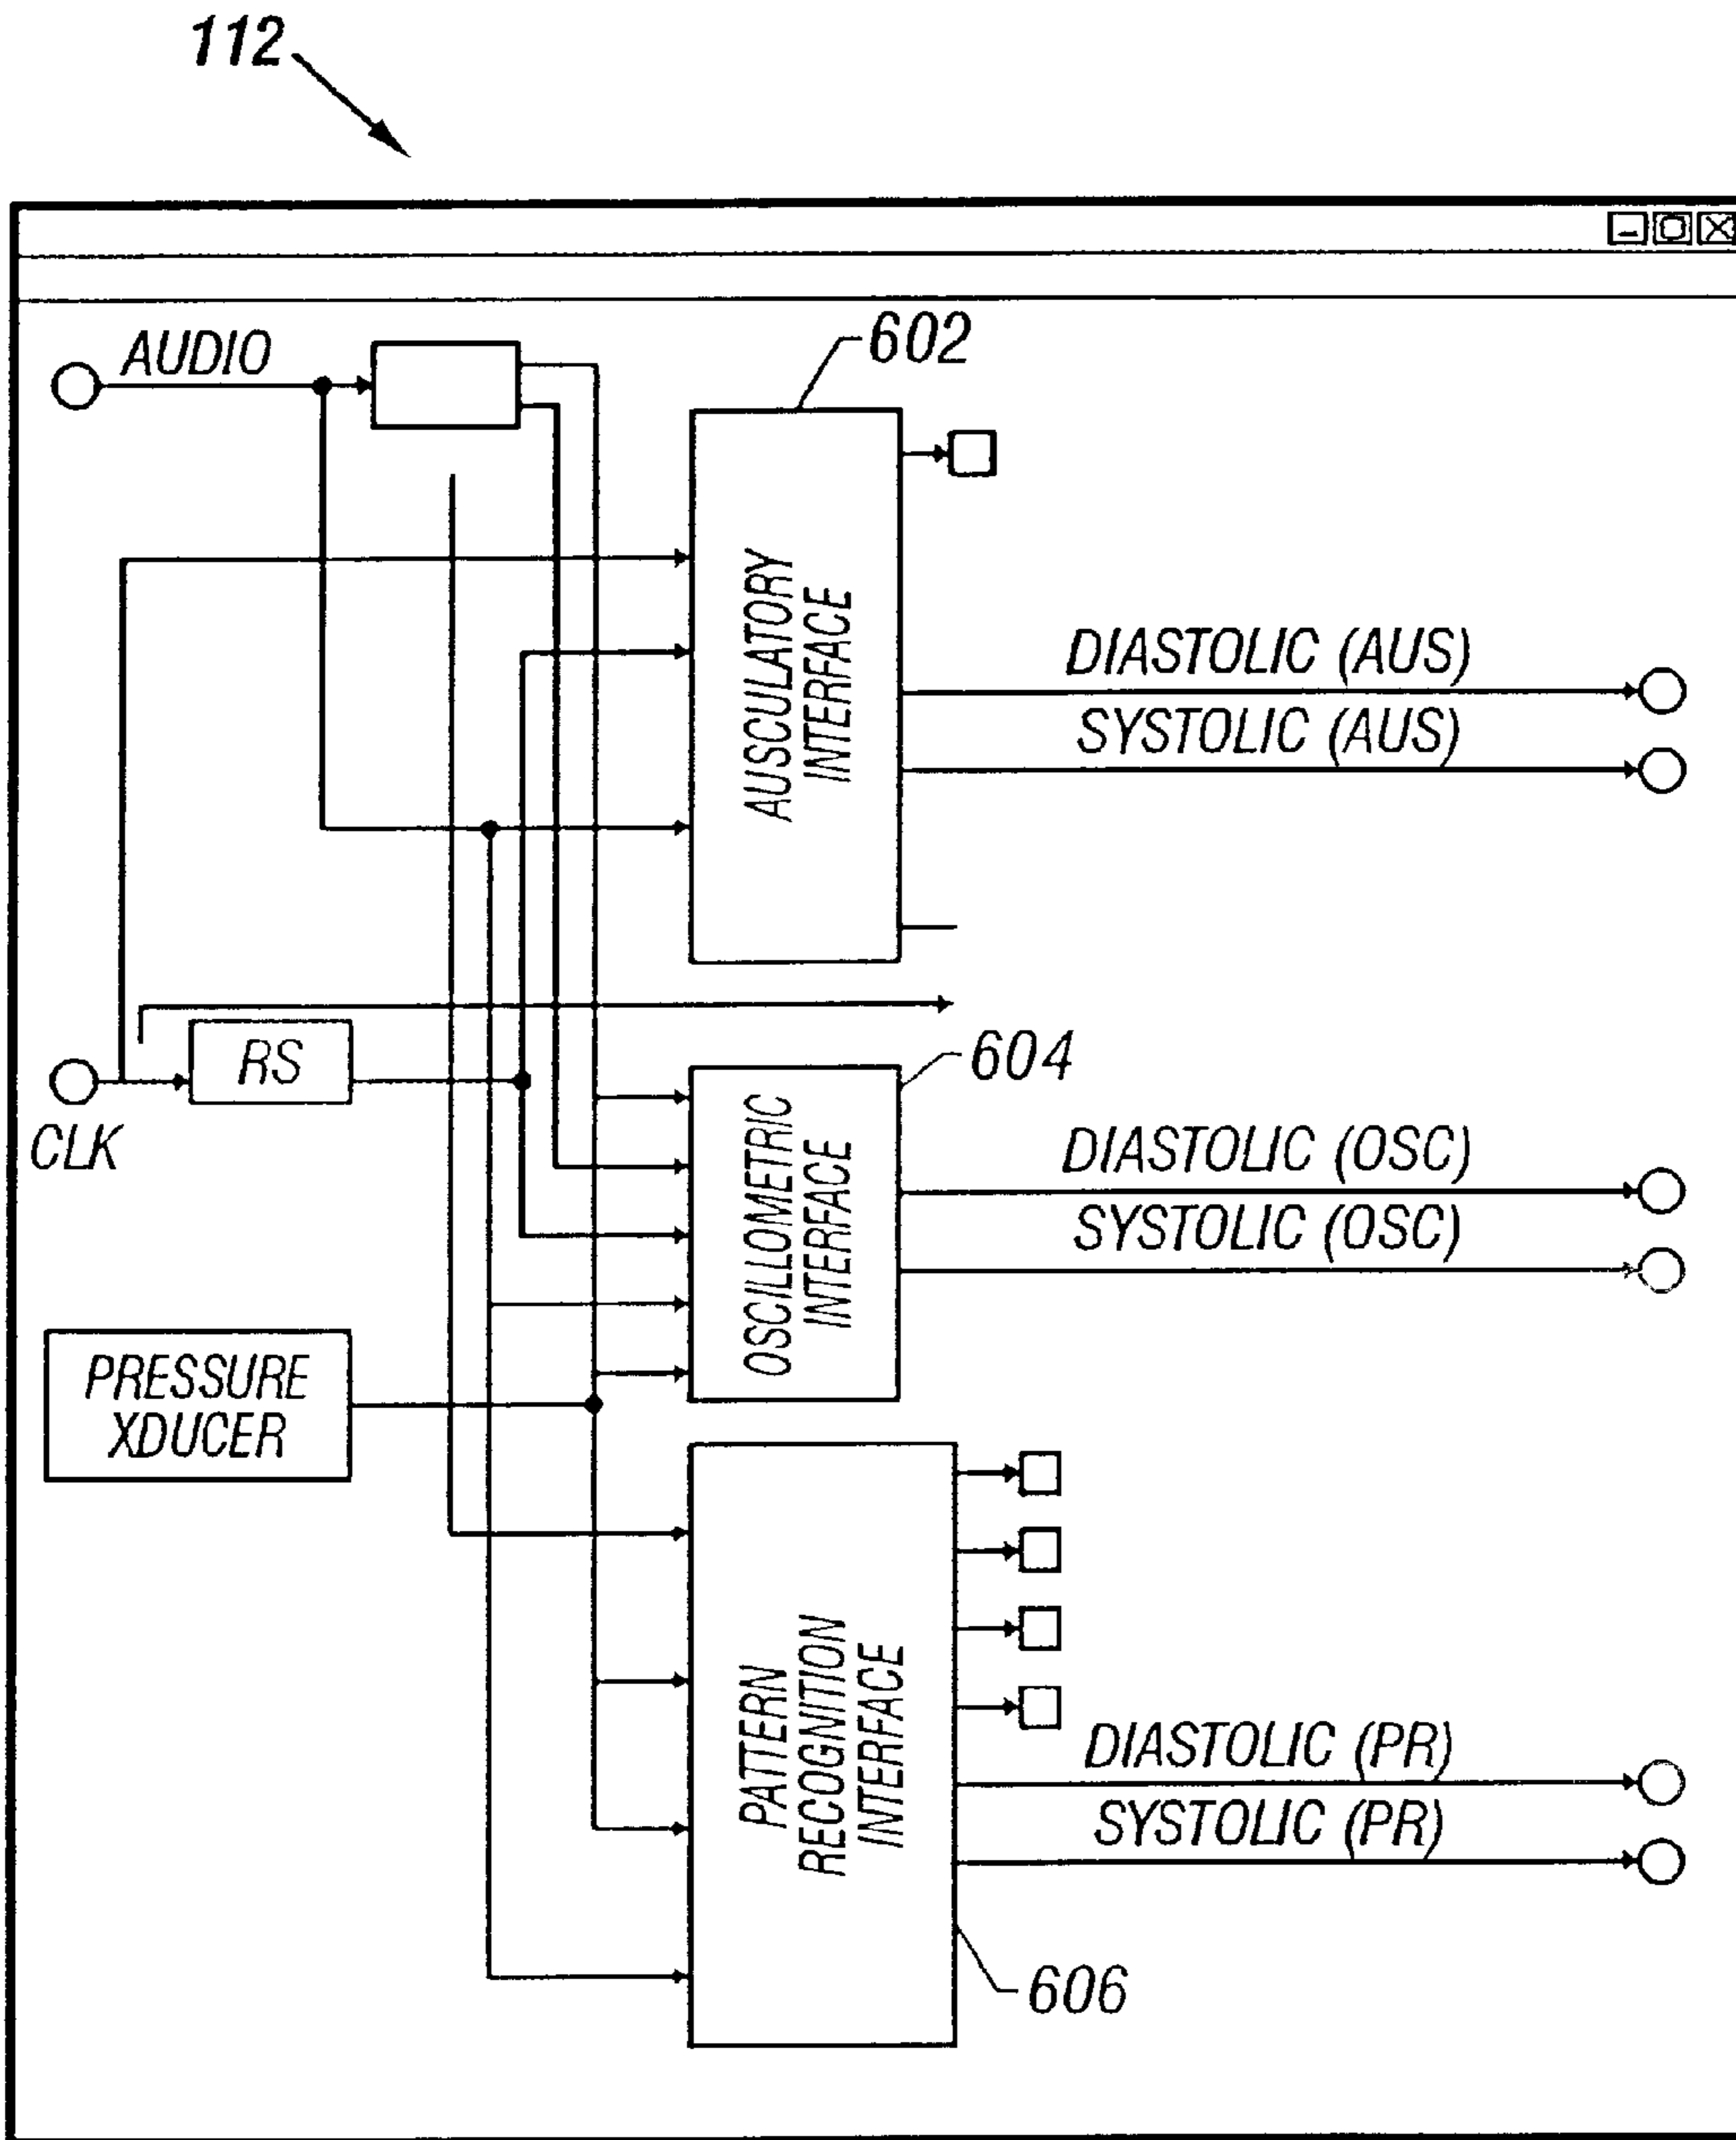 112
AUDIO
602
AUSCULATORY
INTERFACE
DIASTOLIC (AUS)
SYSTOLIC (AUS)
RS
CLK
604
OSCILLOMETRIC
INTERFACE
DIASTOLIC (OSC)
SYSTOLIC (OSC)
PRESSURE
XDUCER
PATTERN
RECOGNITION
INTERFACE
DIASTOLIC (PR)
SYSTOLIC (PR)
606